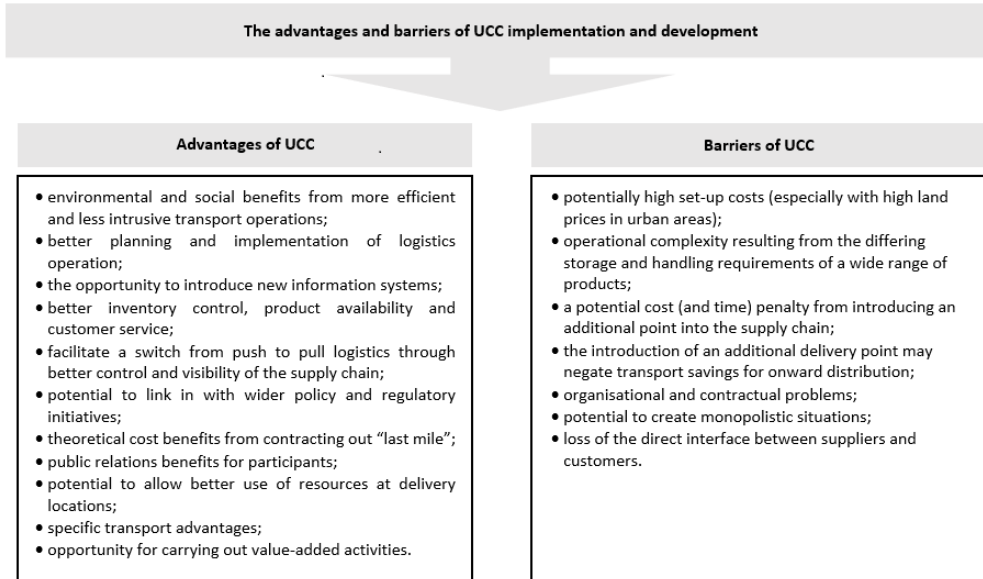 The advantages and barriers of UCC implementation and development
Advantages of UCC
• environmental and social benefits from more efficient
and less intrusive transport operations;
• better planning and implementation of logistics
operation;
• the opportunity to introduce new information systems;
• better inventory control, product availability and
customer service;
• facilitate a switch from push to pull logistics through
better control and visibility of the supply chain;
• potential to link in with wider policy and regulatory
initiatives;
• theoretical cost benefits from contracting out “last mile”;
• public relations benefits for participants;
• potential to allow better use of resources at delivery
locations;
• specific transport advantages;
• opportunity for carrying out value-added activities.
Barriers of UCC
• potentially high set-up costs (especially with high land
prices in urban areas);
• operational complexity resulting from the differing
storage and handling requirements of a wide range of
products;
• a potential cost (and time) penalty from introducing an
additional point into the supply chain;
• the introduction of an additional delivery point may
negate transport savings for onward distribution;
• organisational and contractual problems;
• potential to create monopolistic situations;
• loss of the direct interface between suppliers and
customers.